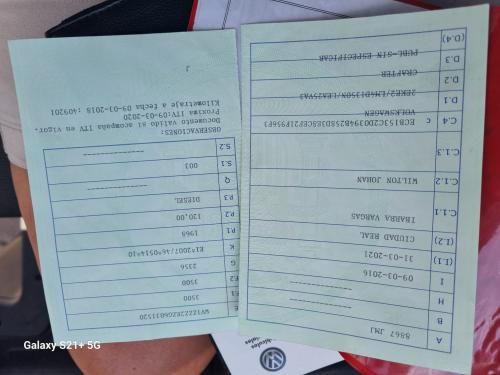 A 8867 JMJ
B
H
I 09-03-2016
(I.1) 31-03-2021
(I.2) CIUDAD REAL
C.1.1 IBARRA VARGAS
C.1.2 WILTON JOHAN
C.1.3
C.4 c
VOLKSWAGEN
D.1
D.2
D.3 CRAFTER
(D.4) PUBL-SIN ESPECIFICAR
E
F.1 3500
F.2 3500
G 2356
K
P.1 1968
P.2 120,00
P.3 DIESEL
Q
S.1 003
S.2
OBSERVACIONES:
Documento válido si acompaña ITV en vigor.
Proxima ITV:09-03-2020
Kilometraje a fecha 09-03-2018 :409201
Galaxy S21+ 5G